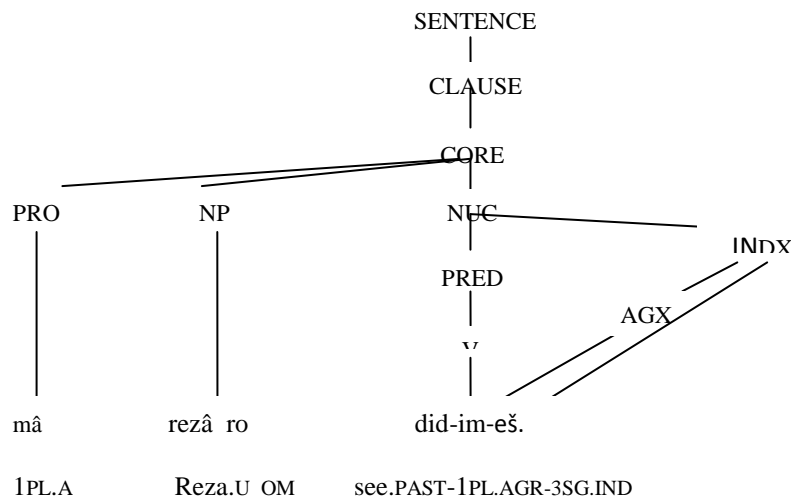 SENTENCE
CLAUSE
CORE
PRO NP NUC
INDX
PRED
AGX
V
mâ rezâ ro did-im-eš.
1PL.A Reza.U OM see.PAST-1PL.AGR-3SG.IND